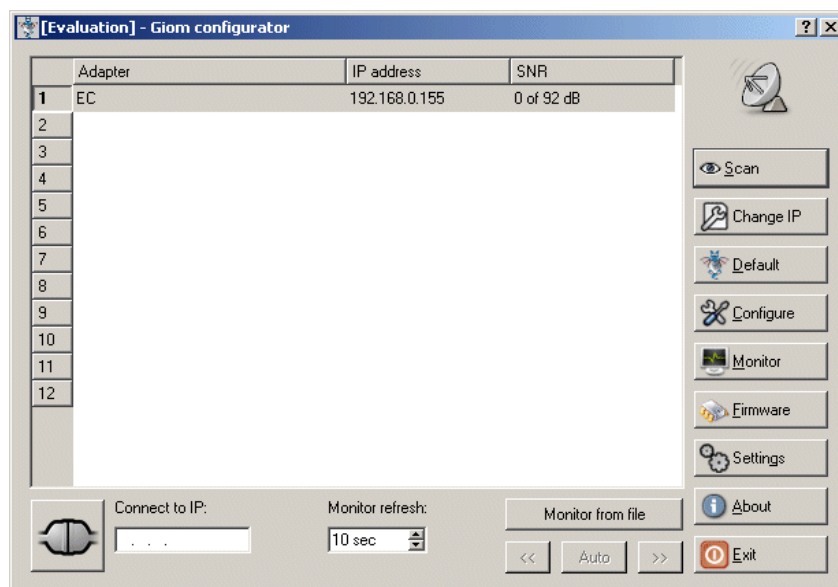 [Evaluation] - Giom configurator
Adapter IP address SNR
1 EC 192.168.0.155 0 of 92 dB
2
3
4
5
6
7
8
9
10
11
12
Scan
Change IP
Default
Configure
Monitor
Firmware
Settings
About
Exit
Connect to IP:
. . .
Monitor refresh:
10 sec
Monitor from file
<< Auto >>